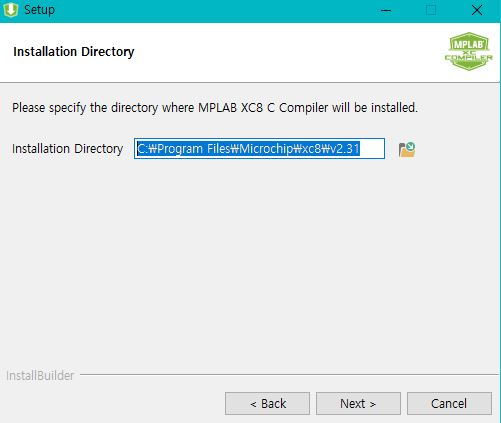 Setup
Installation Directory
MPLAB
XC
COMPILER
Please specify the directory where MPLAB XC8 C Compiler will be installed.
Installation Directory C:₩Program Files₩Microchip₩xc8₩v2.31
InstallBuilder
< Back Next > Cancel